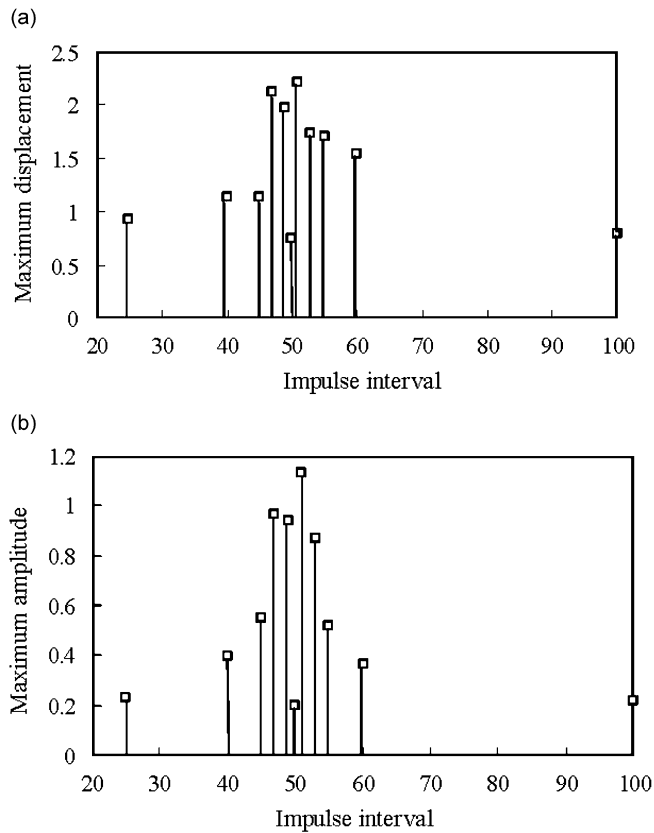 (a)
2.5
2
1.5
1
0.5
0
Maximum displacement
20 30 40 50 60 70 80 90 100
Impulse interval
(b)
1.2
1
0.8
0.6
0.4
0.2
0
Maximum amplitude
20 30 40 50 60 70 80 90 100
Impulse interval